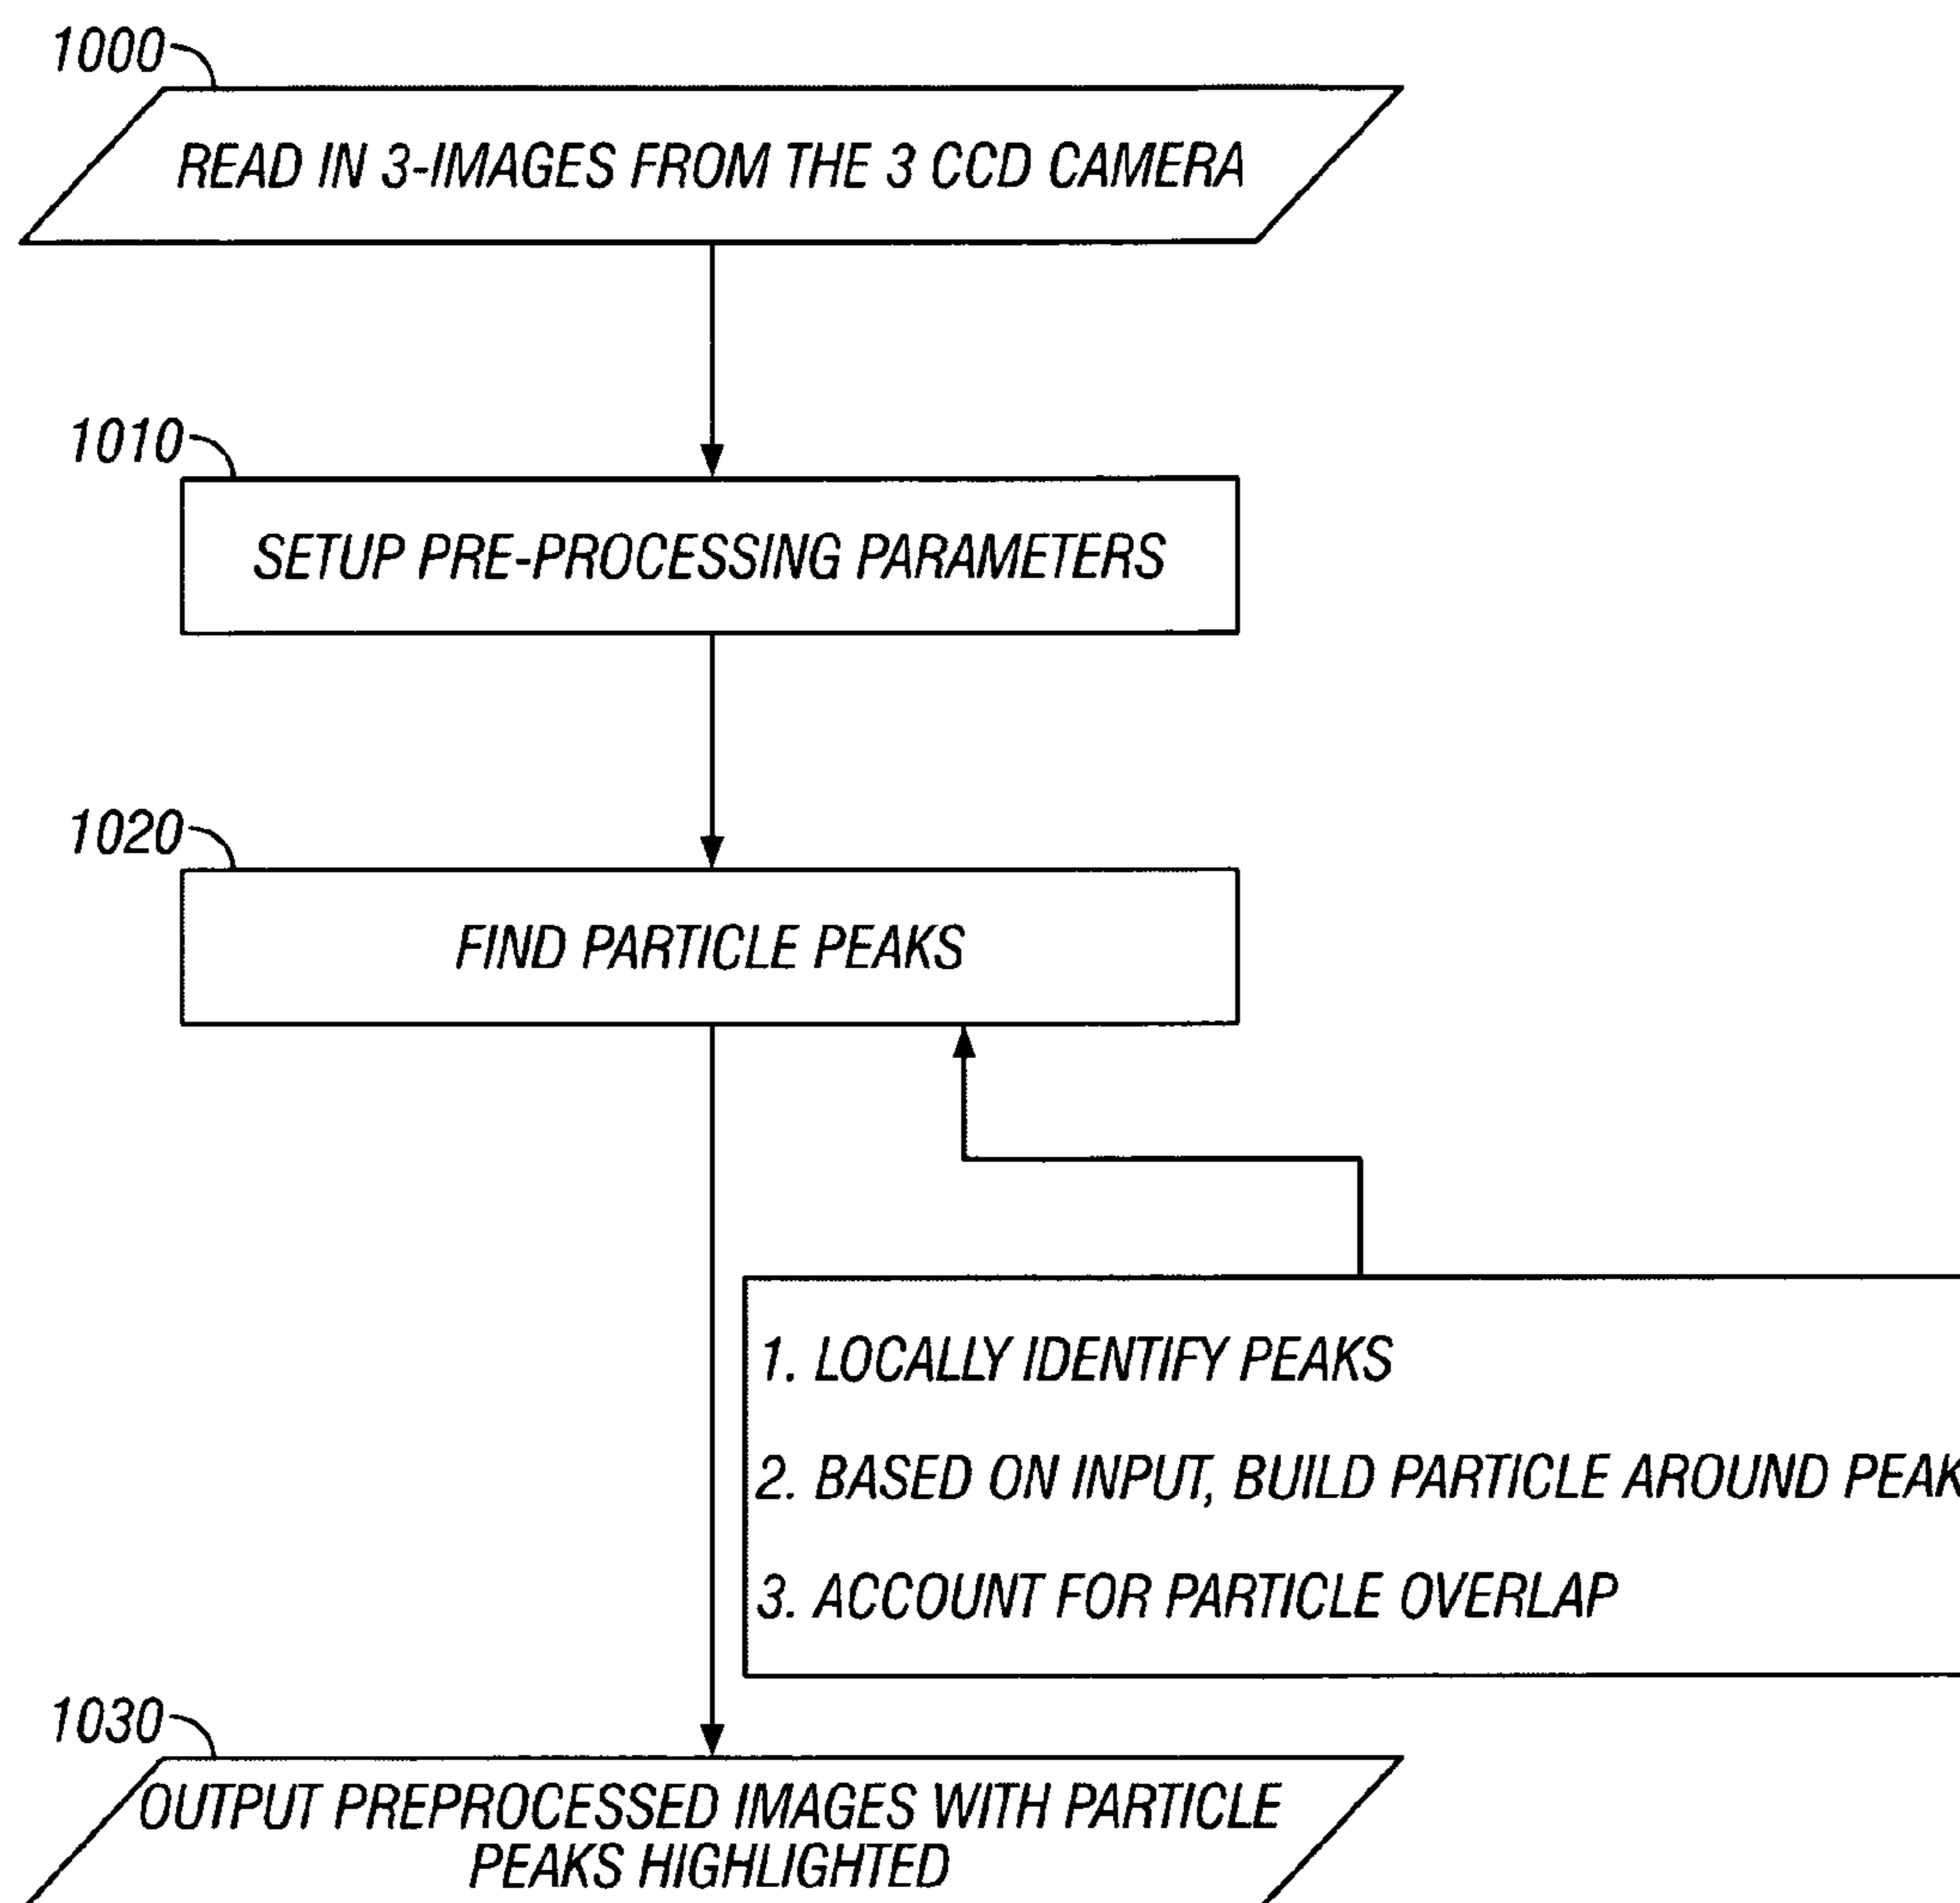 1000
READ IN 3-IMAGES FROM THE 3 CCD CAMERA
1010
SETUP PRE-PROCESSING PARAMETERS
1020
FIND PARTICLE PEAKS
1. LOCALLY IDENTIFY PEAKS
2. BASED ON INPUT, BUILD PARTICLE AROUND PEAK
3. ACCOUNT FOR PARTICLE OVERLAP
1030
OUTPUT PREPROCESSED IMAGES WITH PARTICLE
PEAKS HIGHLIGHTED